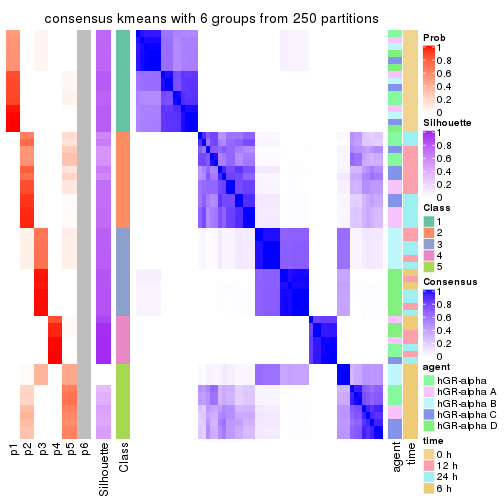 consensus kmeans with 6 groups from 250 partitions
Prob
1
0.8
0.6
0.4
0.2
0
Silhouette
1
0.8
0.6
0.4
0.2
0
Class
1
2
3
4
5
Consensus
1
0.8
0.6
0.4
0.2
0
agent
hGR-alpha
hGR-alpha A
hGR-alpha B
hGR-alpha C
hGR-alpha D
time
0 h
12 h
24 h
6 h
p1
p2
p3
p4
p5
p6
Silhouette
Class
agent
time